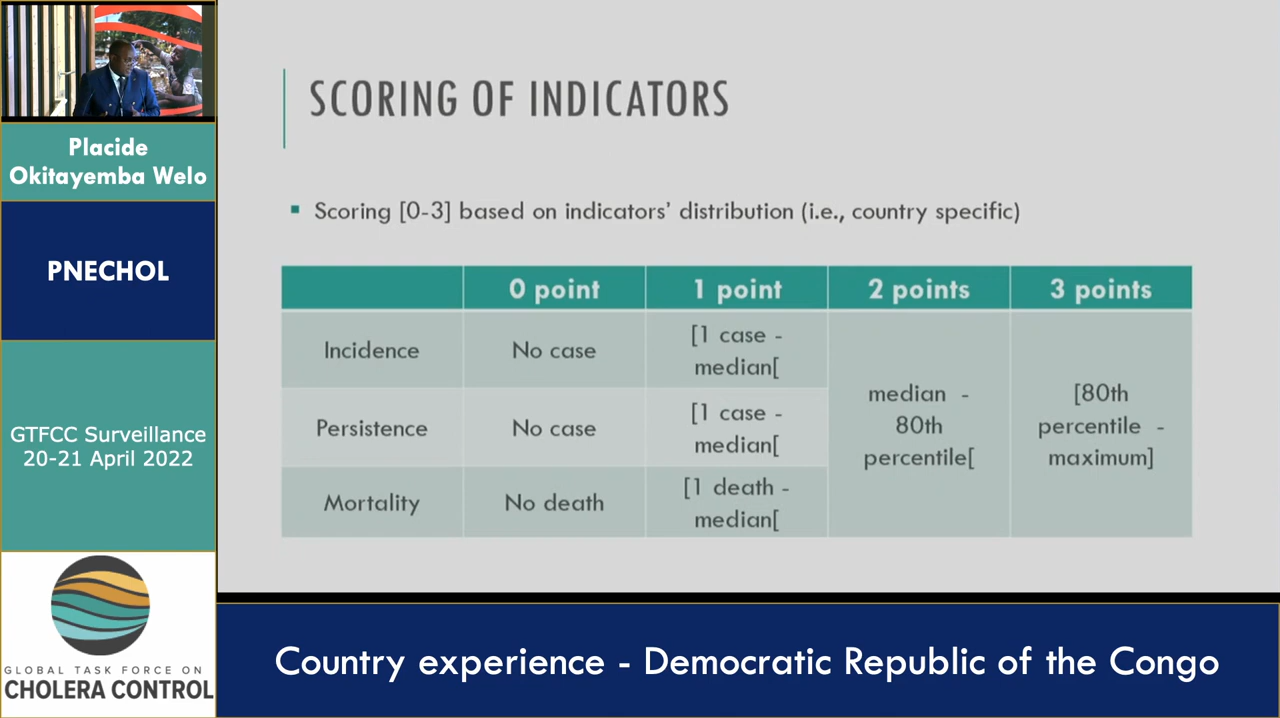 SCORING OF INDICATORS
▪ Scoring [0-3] based on indicators' distribution (i.e., country specific)
0 point 1 point 2 points 3 points
Incidence No case [1 case - median[
Persistence No case [1 case - median[
Mortality No death [1 death - median[
median - 80th percentile[
[80th percentile - maximum]
Placide
Okitayemba Welo
PNECHOL
GTFCC Surveillance
20-21 April 2022
GLOBAL TASK FORCE ON
CHOLERA CONTROL
Country experience - Democratic Republic of the Congo